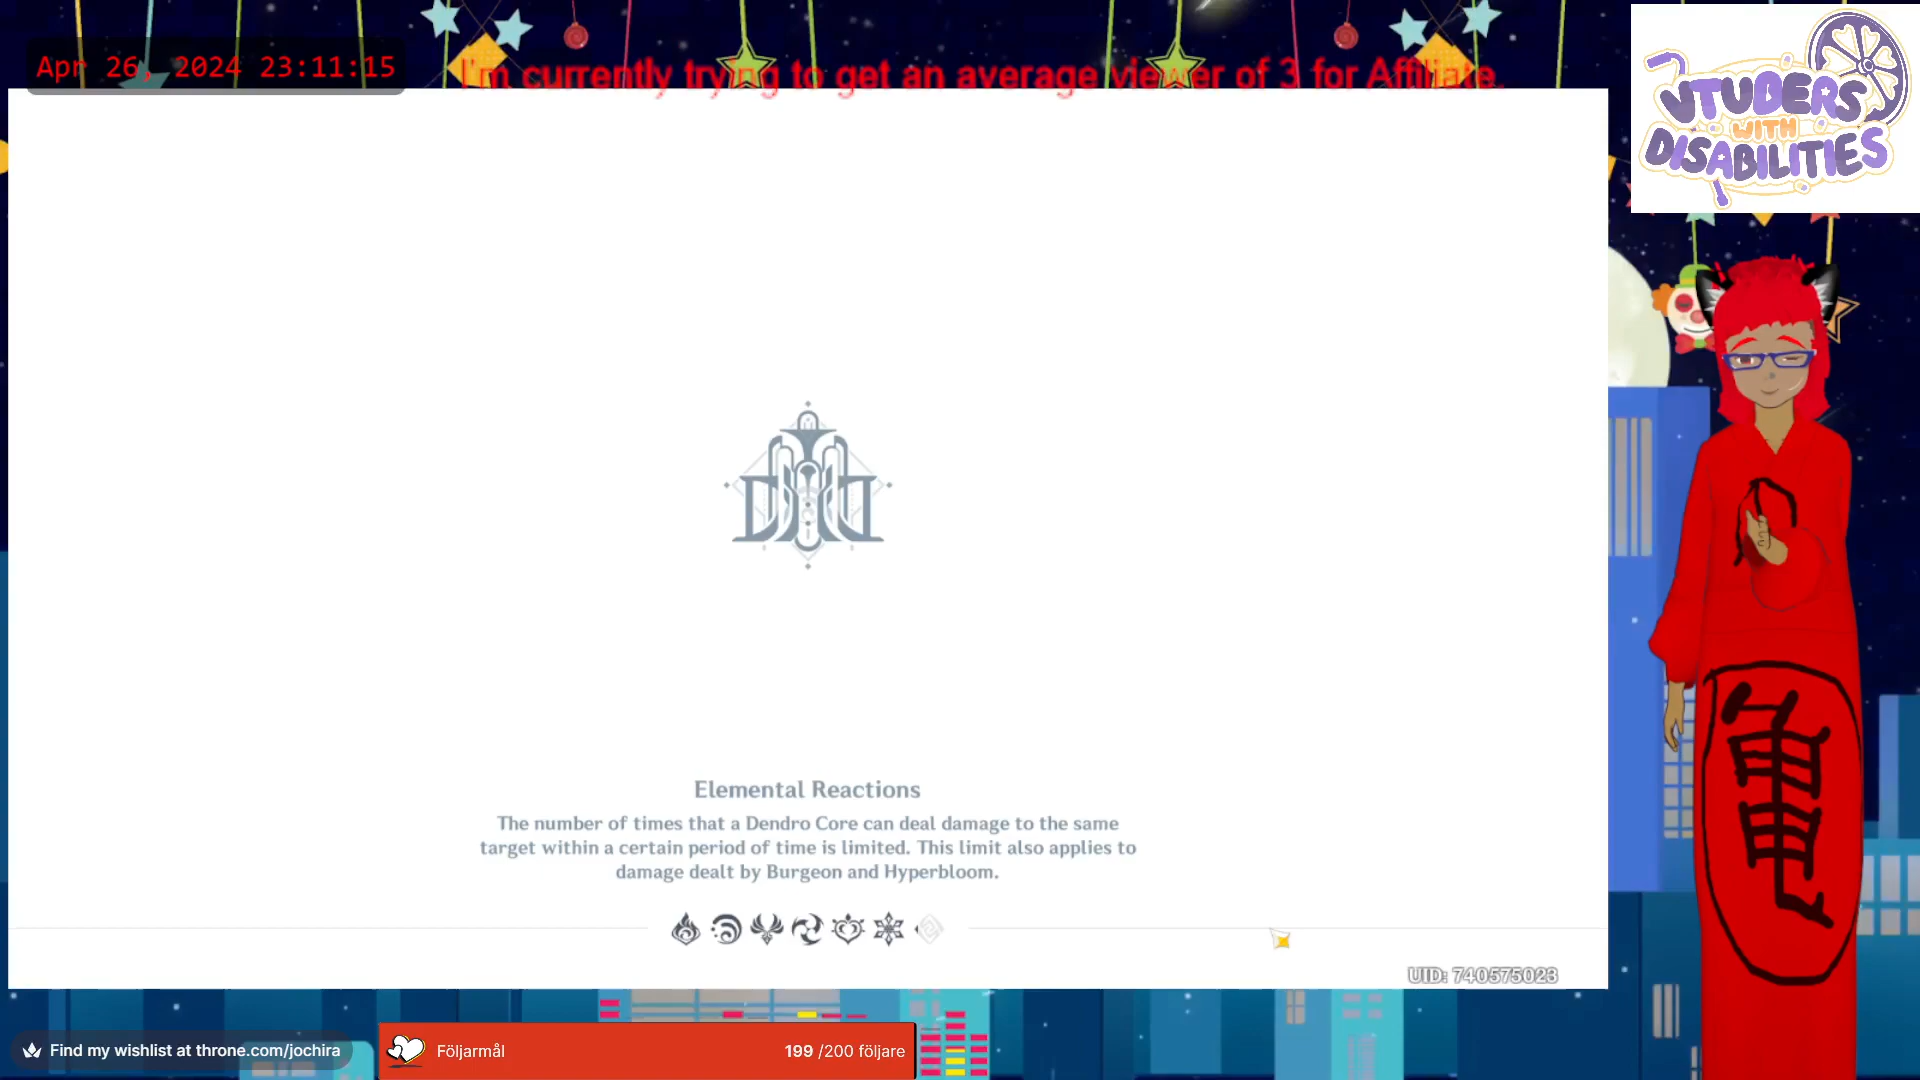 Apr 26, 2024 23:11:15
I'm currently trying to get an average viewer of 3 for Affiliate.
VTUBERS
WITH
DISABILITIES
Elemental Reactions
The number of times that a Dendro Core can deal damage to the same
target within a certain period of time is limited. This limit also applies to
damage dealt by Burgeon and Hyperbloom.
UID: 740575023
亀
Find my wishlist at throne.com/jochira
Följarmål
199 /200 följare